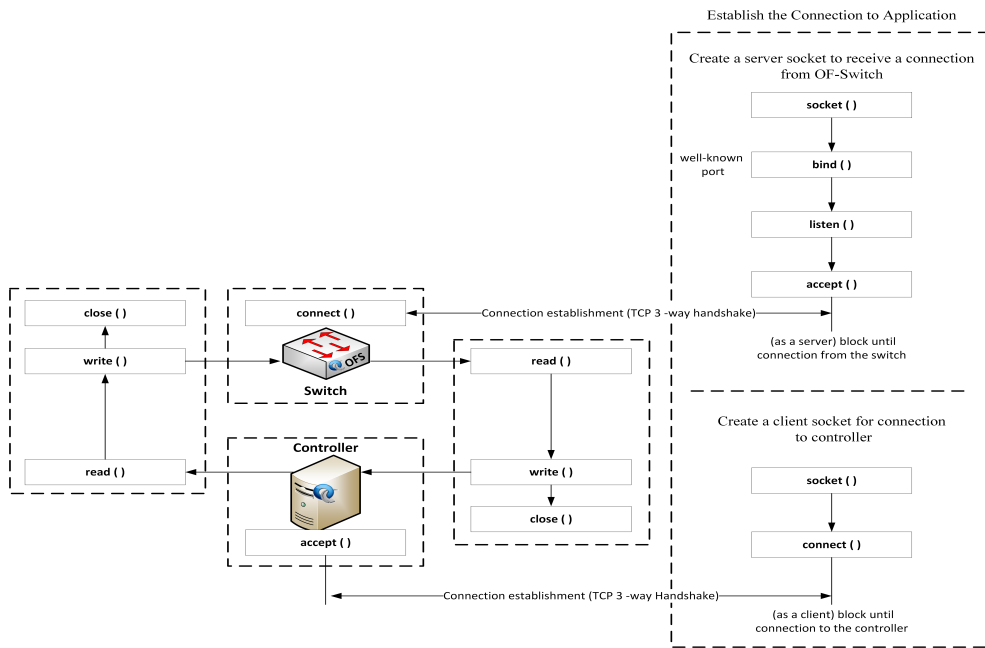 Establish the Connection to Application
Create a server socket to receive a connection
from OF-Switch
socket ( )
well-known
port
bind ( )
listen ( )
accept ( )
close ( )
connect ( )
Connection establishment (TCP 3 -way handshake)
(as a server) block until
connection from the switch
write ( )
OFS
Switch
read ( )
Create a client socket for connection
to controller
Controller
read ( )
write ( )
socket ( )
close ( )
accept ( )
connect ( )
Connection establishment (TCP 3 -way Handshake)
(as a client) block until
connection to the controller